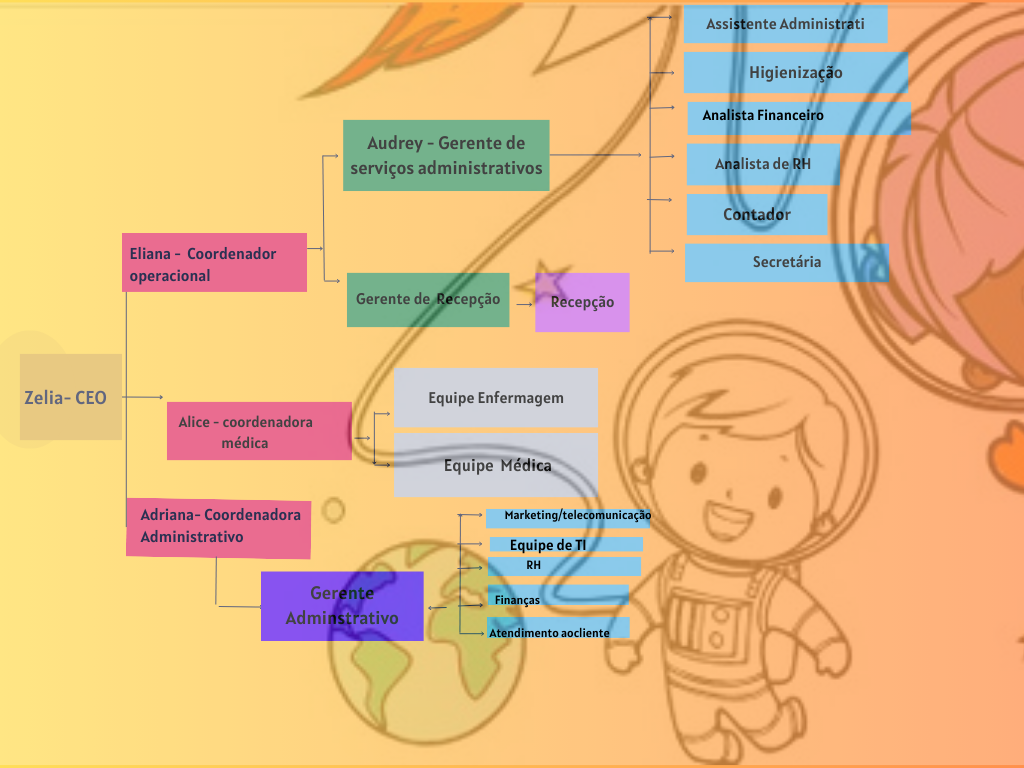 Assistente Administrati
Higienização
Analista Financeiro
Audrey - Gerente de
serviços administrativos
Analista de RH
Contador
Eliana - Coordenador
operacional
Secretária
Gerente de Recepção
Recepção
Zelia- CEO
Equipe Enfermagem
Alice - coordenadora
médica
Equipe Médica
Adriana- Coordenadora
Administrativo
Marketing/telecomunicação
Equipe de TI
RH
Gerente
Adminstrativo
Finanças
Atendimento aocliente